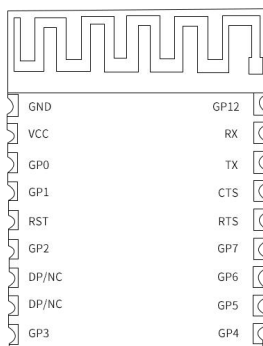 GND GP12
VCC RX
GP0 TX
GP1 CTS
RST RTS
GP2 GP7
DP/NC GP6
DP/NC GP5
GP3 GP4